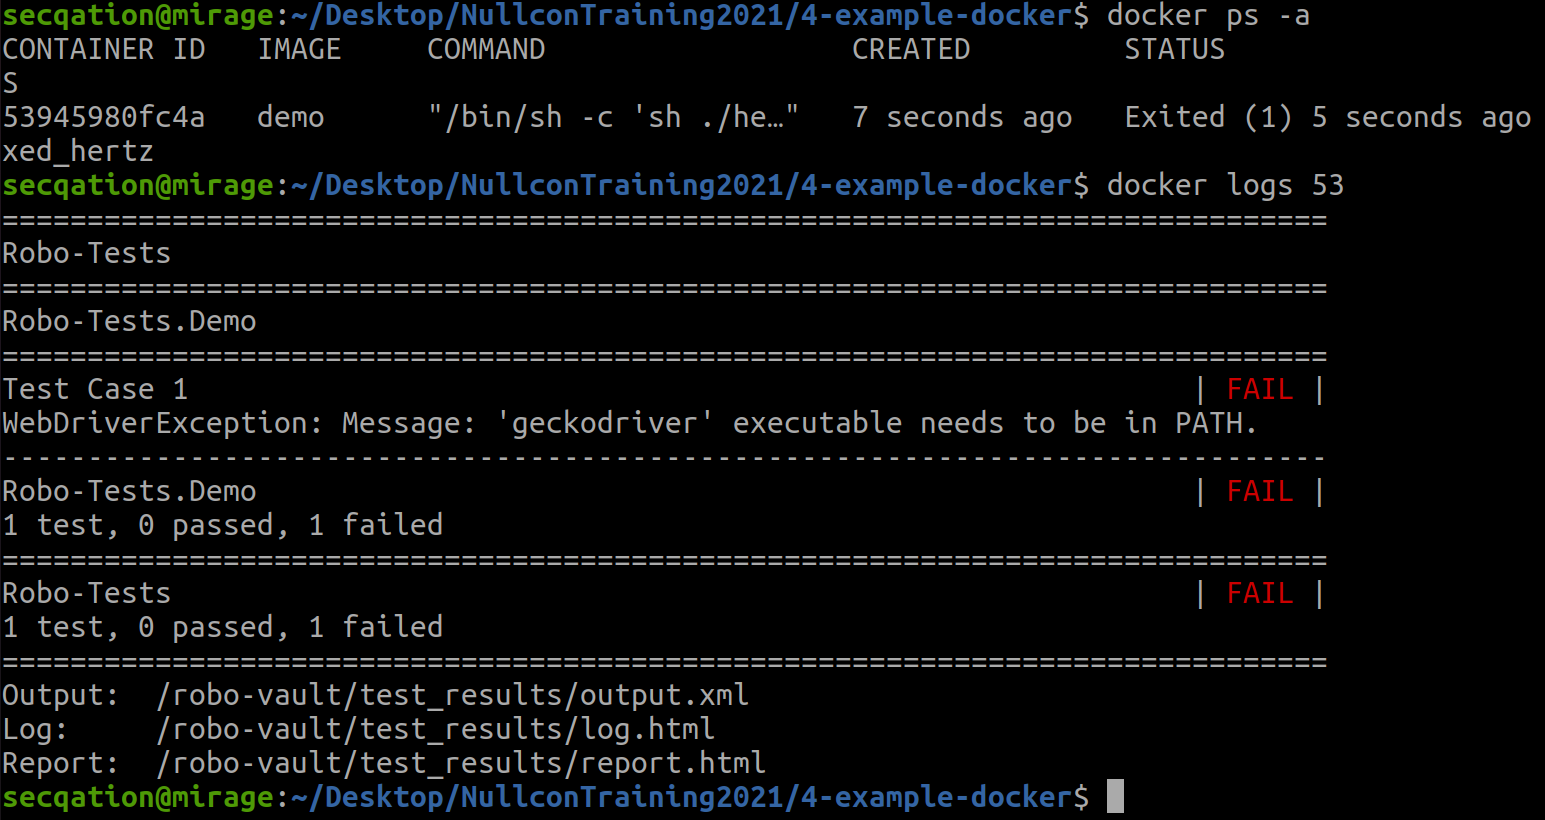 secqation@mirage:~/Desktop/NullconTraining2021/4-example-docker$ docker ps -a
CONTAINER ID   IMAGE     COMMAND                  CREATED         STATUS
S
53945980fc4a   demo      "/bin/sh -c 'sh ./he…"   7 seconds ago   Exited (1) 5 seconds ago
xed_hertz
secqation@mirage:~/Desktop/NullconTraining2021/4-example-docker$ docker logs 53
==============================================================================
Robo-Tests
==============================================================================
Robo-Tests.Demo
==============================================================================
Test Case 1                                                           | FAIL |
WebDriverException: Message: 'geckodriver' executable needs to be in PATH.
------------------------------------------------------------------------------
Robo-Tests.Demo                                                       | FAIL |
1 test, 0 passed, 1 failed
==============================================================================
Robo-Tests                                                            | FAIL |
1 test, 0 passed, 1 failed
==============================================================================
Output:  /robo-vault/test_results/output.xml
Log:     /robo-vault/test_results/log.html
Report:  /robo-vault/test_results/report.html
secqation@mirage:~/Desktop/NullconTraining2021/4-example-docker$